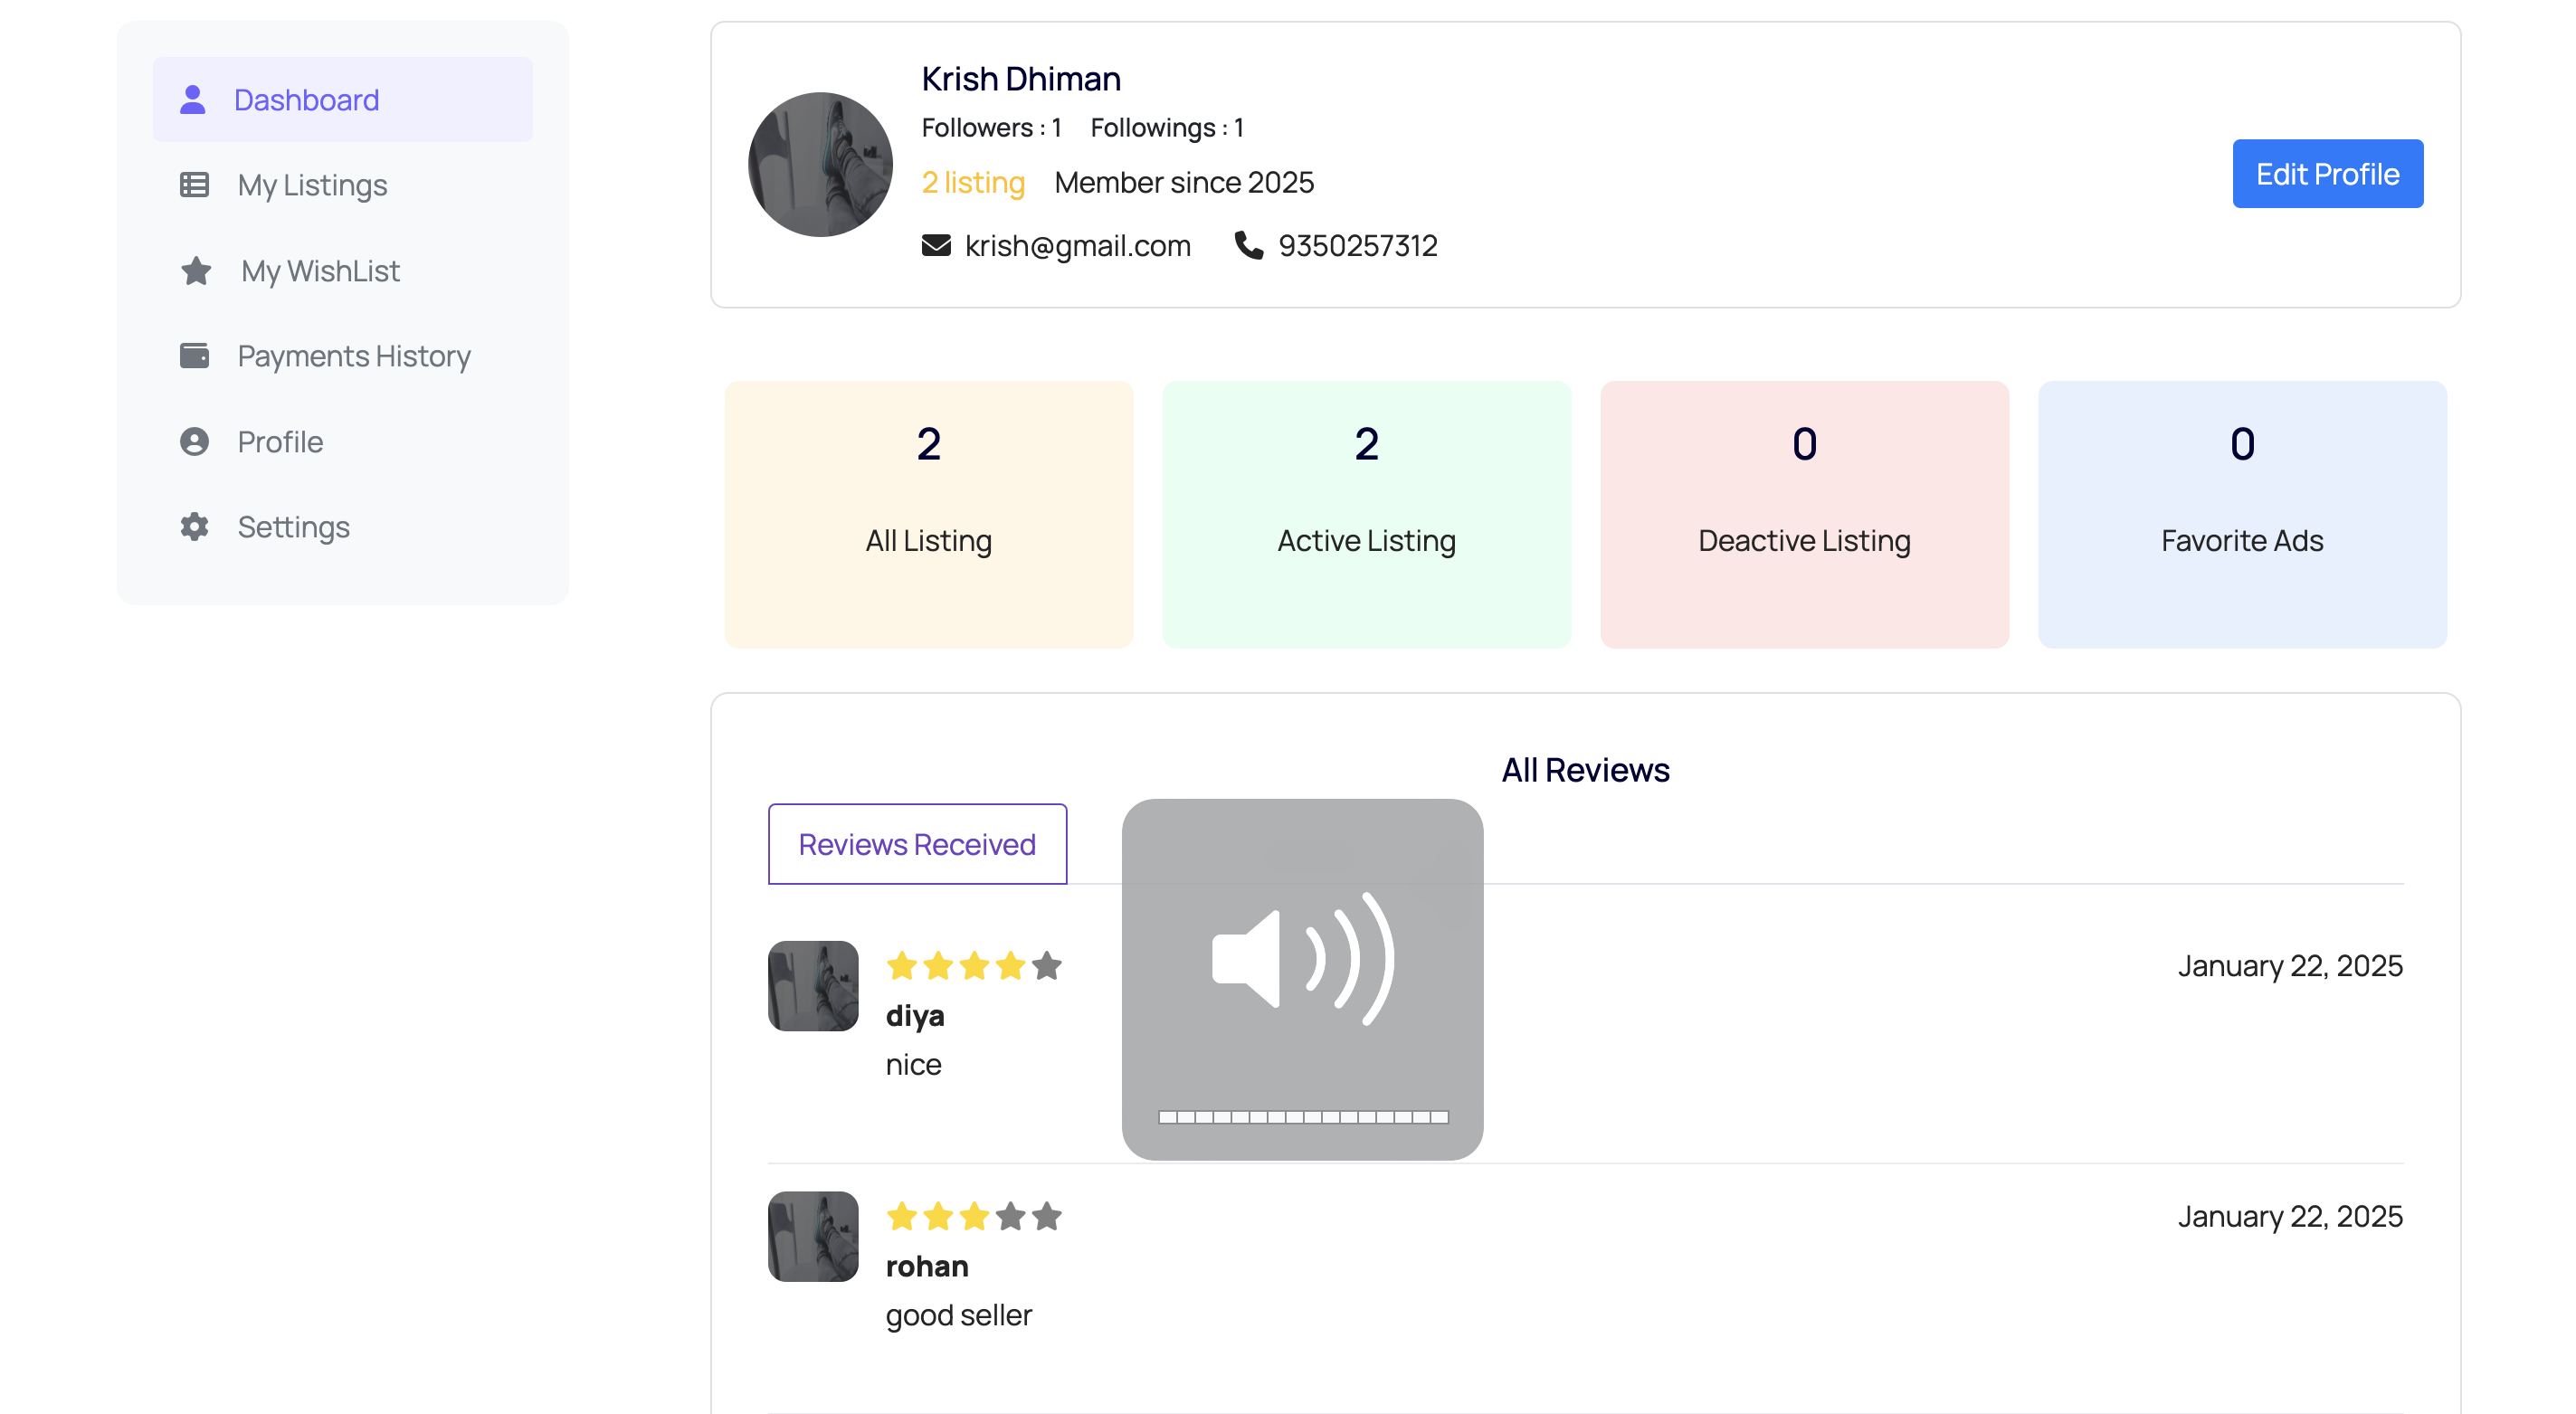 Dashboard
My Listings
My WishList
Payments History
Profile
Settings
Krish Dhiman
Followers : 1 Followings : 1
2 listing Member since 2025
krish@gmail.com 9350257312
Edit Profile
2
All Listing
2
Active Listing
0
Deactive Listing
0
Favorite Ads
All Reviews
Reviews Received
January 22, 2025
diya
nice
January 22, 2025
rohan
good seller